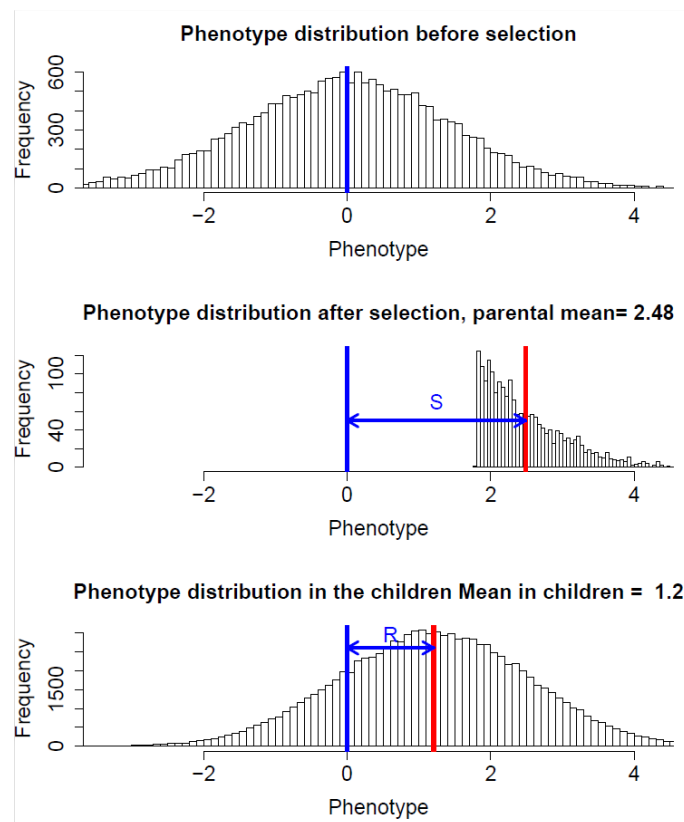 Phenotype distribution before selection
Frequency
600
300
0
−2 0 2 4
Phenotype
Phenotype distribution after selection, parental mean= 2.48
Frequency
100
40
0
S
−2 0 2 4
Phenotype
Phenotype distribution in the children Mean in children = 1.2
Frequency
1500
0
R
−2 0 2 4
Phenotype